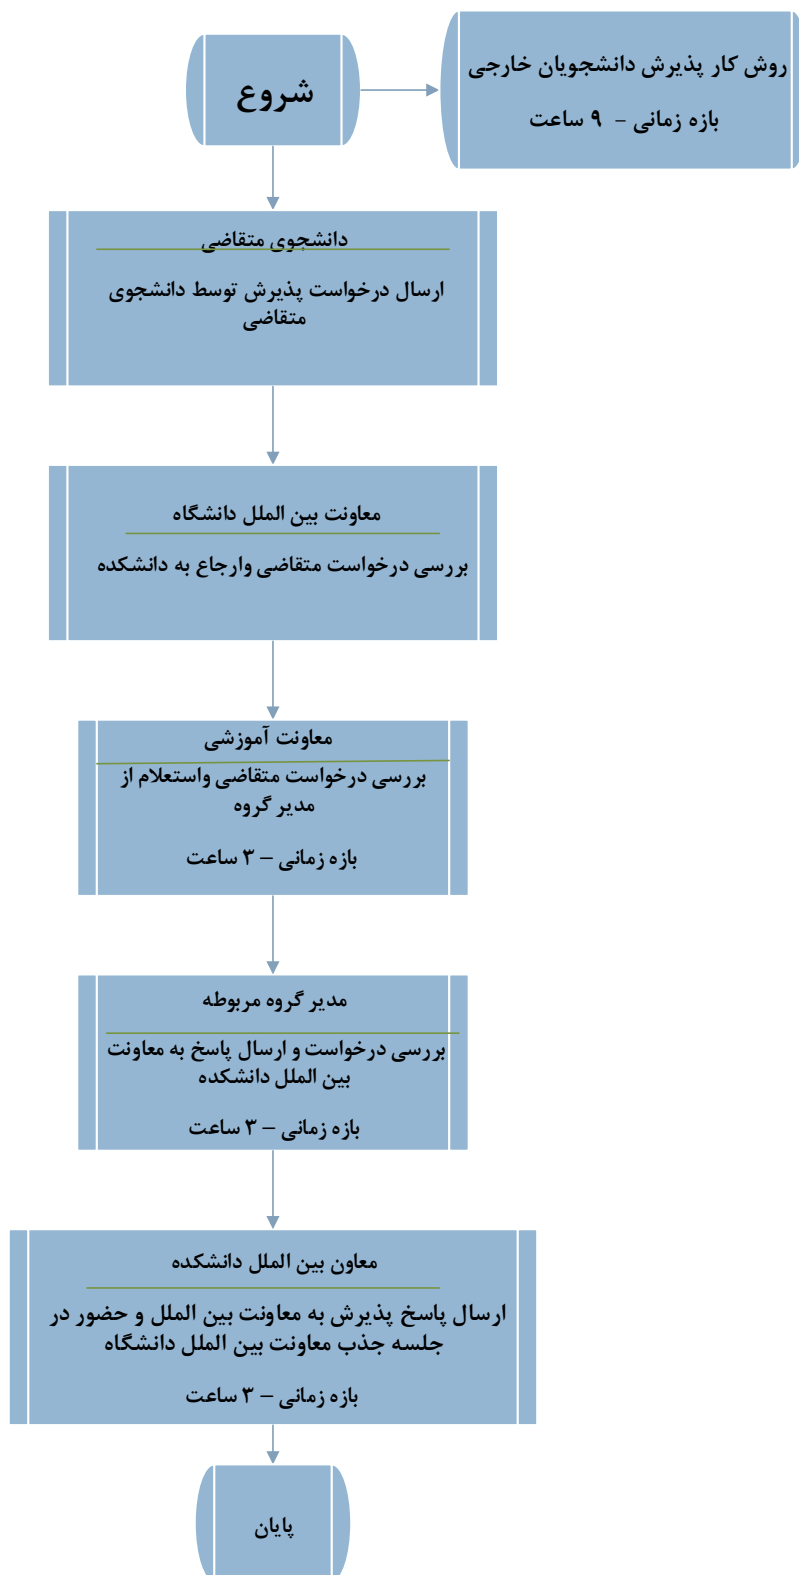 شروع
روش کار پذیرش دانشجویان خارجی
بازه زمانی - ۹ ساعت
دانشجوی متقاضی
ارسال درخواست پذیرش توسط دانشجوی
متقاضی
معاونت بین الملل دانشگاه
بررسی درخواست متقاضی وارجاع به دانشکده
معاونت آموزشی
بررسی درخواست متقاضی واستعلام از
مدیر گروه
بازه زمانی – ۳ ساعت
مدیر گروه مربوطه
بررسی درخواست و ارسال پاسخ به معاونت
بین الملل دانشکده
بازه زمانی – ۳ ساعت
معاون بین الملل دانشکده
ارسال پاسخ پذیرش به معاونت بین الملل و حضور در
جلسه جذب معاونت بین الملل دانشگاه
بازه زمانی – ۳ ساعت
پایان